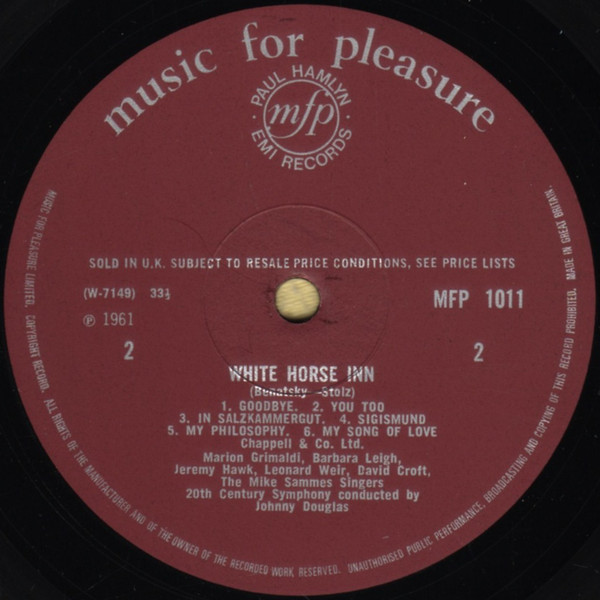 music for pleasure
PAUL HAMLYN
mfp
EMI RECORDS
SOLD IN U.K. SUBJECT TO RESALE PRICE CONDITIONS, SEE PRICE LISTS
(W-7149) 33⅓
MFP 1011
℗ 1961
2
2
WHITE HORSE INN
(Benatsky—Stolz)
1. GOODBYE. 2. YOU TOO
3. IN SALZKAMMERGUT. 4. SIGISMUND
5. MY PHILOSOPHY. 6. MY SONG OF LOVE
Chappell & Co. Ltd.
Marion Grimaldi, Barbara Leigh,
Jeremy Hawk, Leonard Weir, David Croft,
The Mike Sammes Singers
20th Century Symphony conducted by
Johnny Douglas
MUSIC FOR PLEASURE LIMITED. COPYRIGHT RECORD. ALL RIGHTS OF THE MANUFACTURER AND OF THE OWNER OF THE RECORDED WORK RESERVED. UNAUTHORISED PUBLIC PERFORMANCE, BROADCASTING AND COPYING OF THIS RECORD PROHIBITED. MADE IN GREAT BRITAIN.